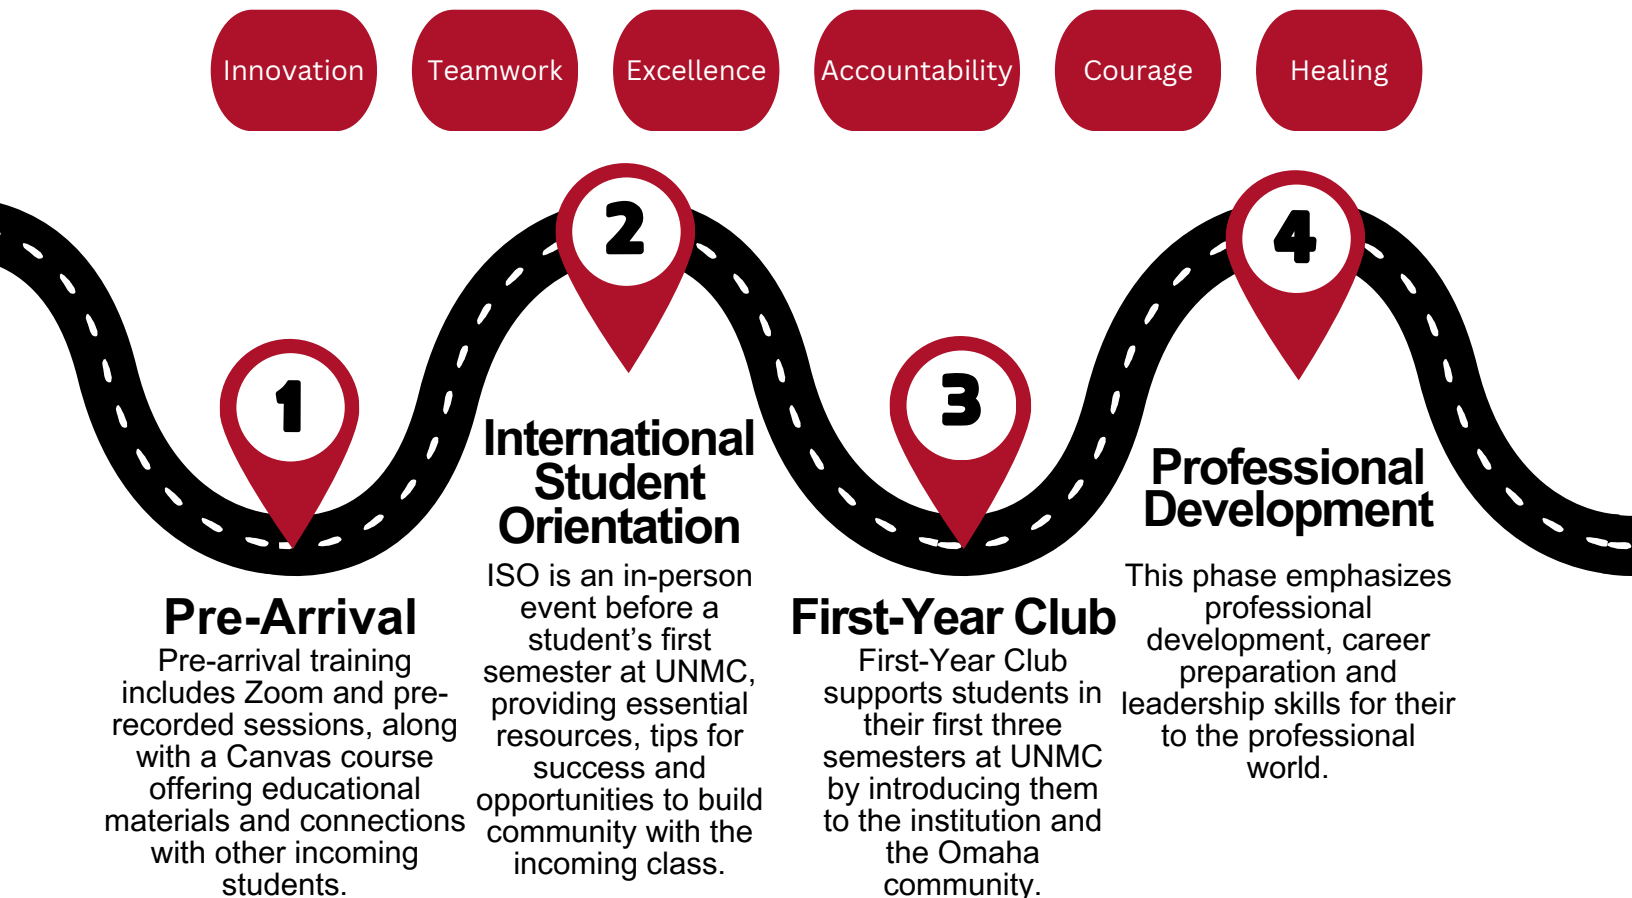 Innovation
Teamwork
Excellence
Accountability
Courage
Healing
1
Pre-Arrival
Pre-arrival training
includes Zoom and pre-
recorded sessions, along
with a Canvas course
offering educational
materials and connections
with other incoming
students.
2
International
Student
Orientation
ISO is an in-person
event before a
student’s first
semester at UNMC,
providing essential
resources, tips for
success and
opportunities to build
community with the
incoming class.
3
First-Year Club
First-Year Club
supports students in
their first three
semesters at UNMC
by introducing them
to the institution and
the Omaha
community.
4
Professional
Development
This phase emphasizes
professional
development, career
preparation and
leadership skills for their
to the professional
world.